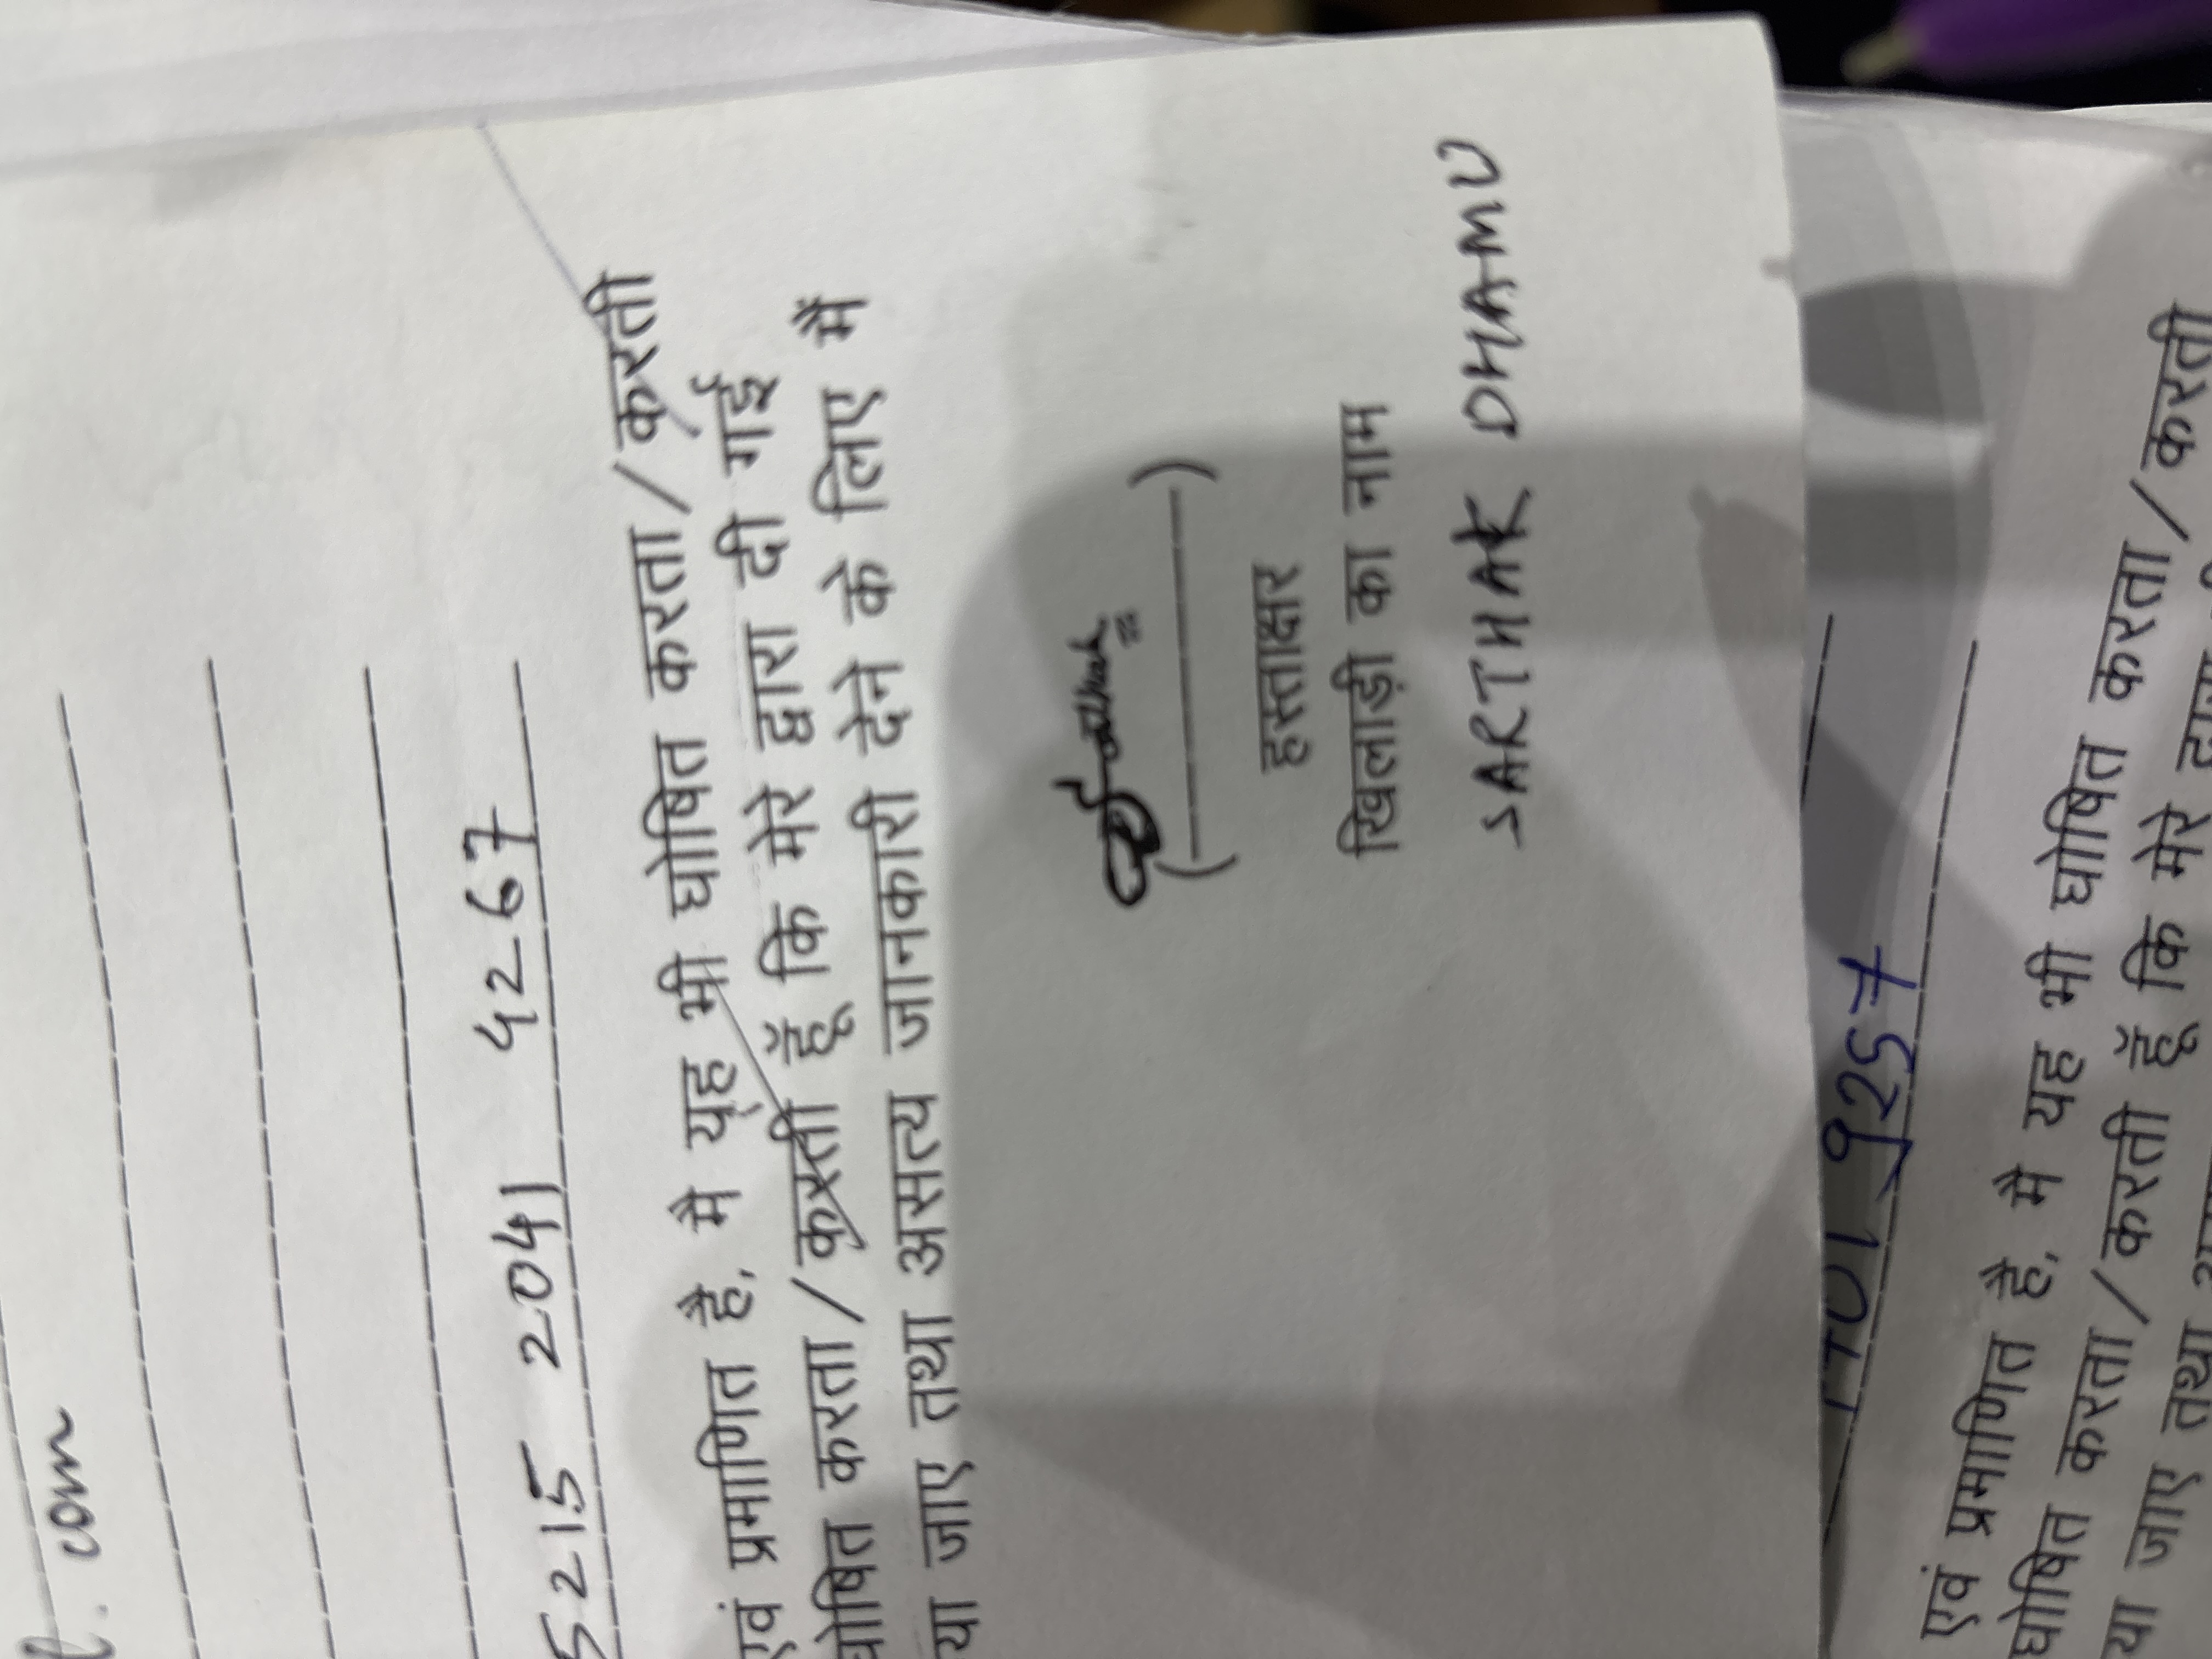 . com
5215 2041 4267
एवं प्रमाणित है, मै यह भी घोषित करता/करती
घोषित करता/करती हूँ कि मेरे द्वारा दी गई
या जाए तथा असत्य जानकारी देने के लिए मैं
Sarthak
(————)
हस्ताक्षर
खिलाड़ी का नाम
SARTHAK DHAMU
9257
एवं प्रमाणित है, मै यह भी घोषित करता/करती
घोषित करता/करती हूँ कि मेरे
या जाए तथा